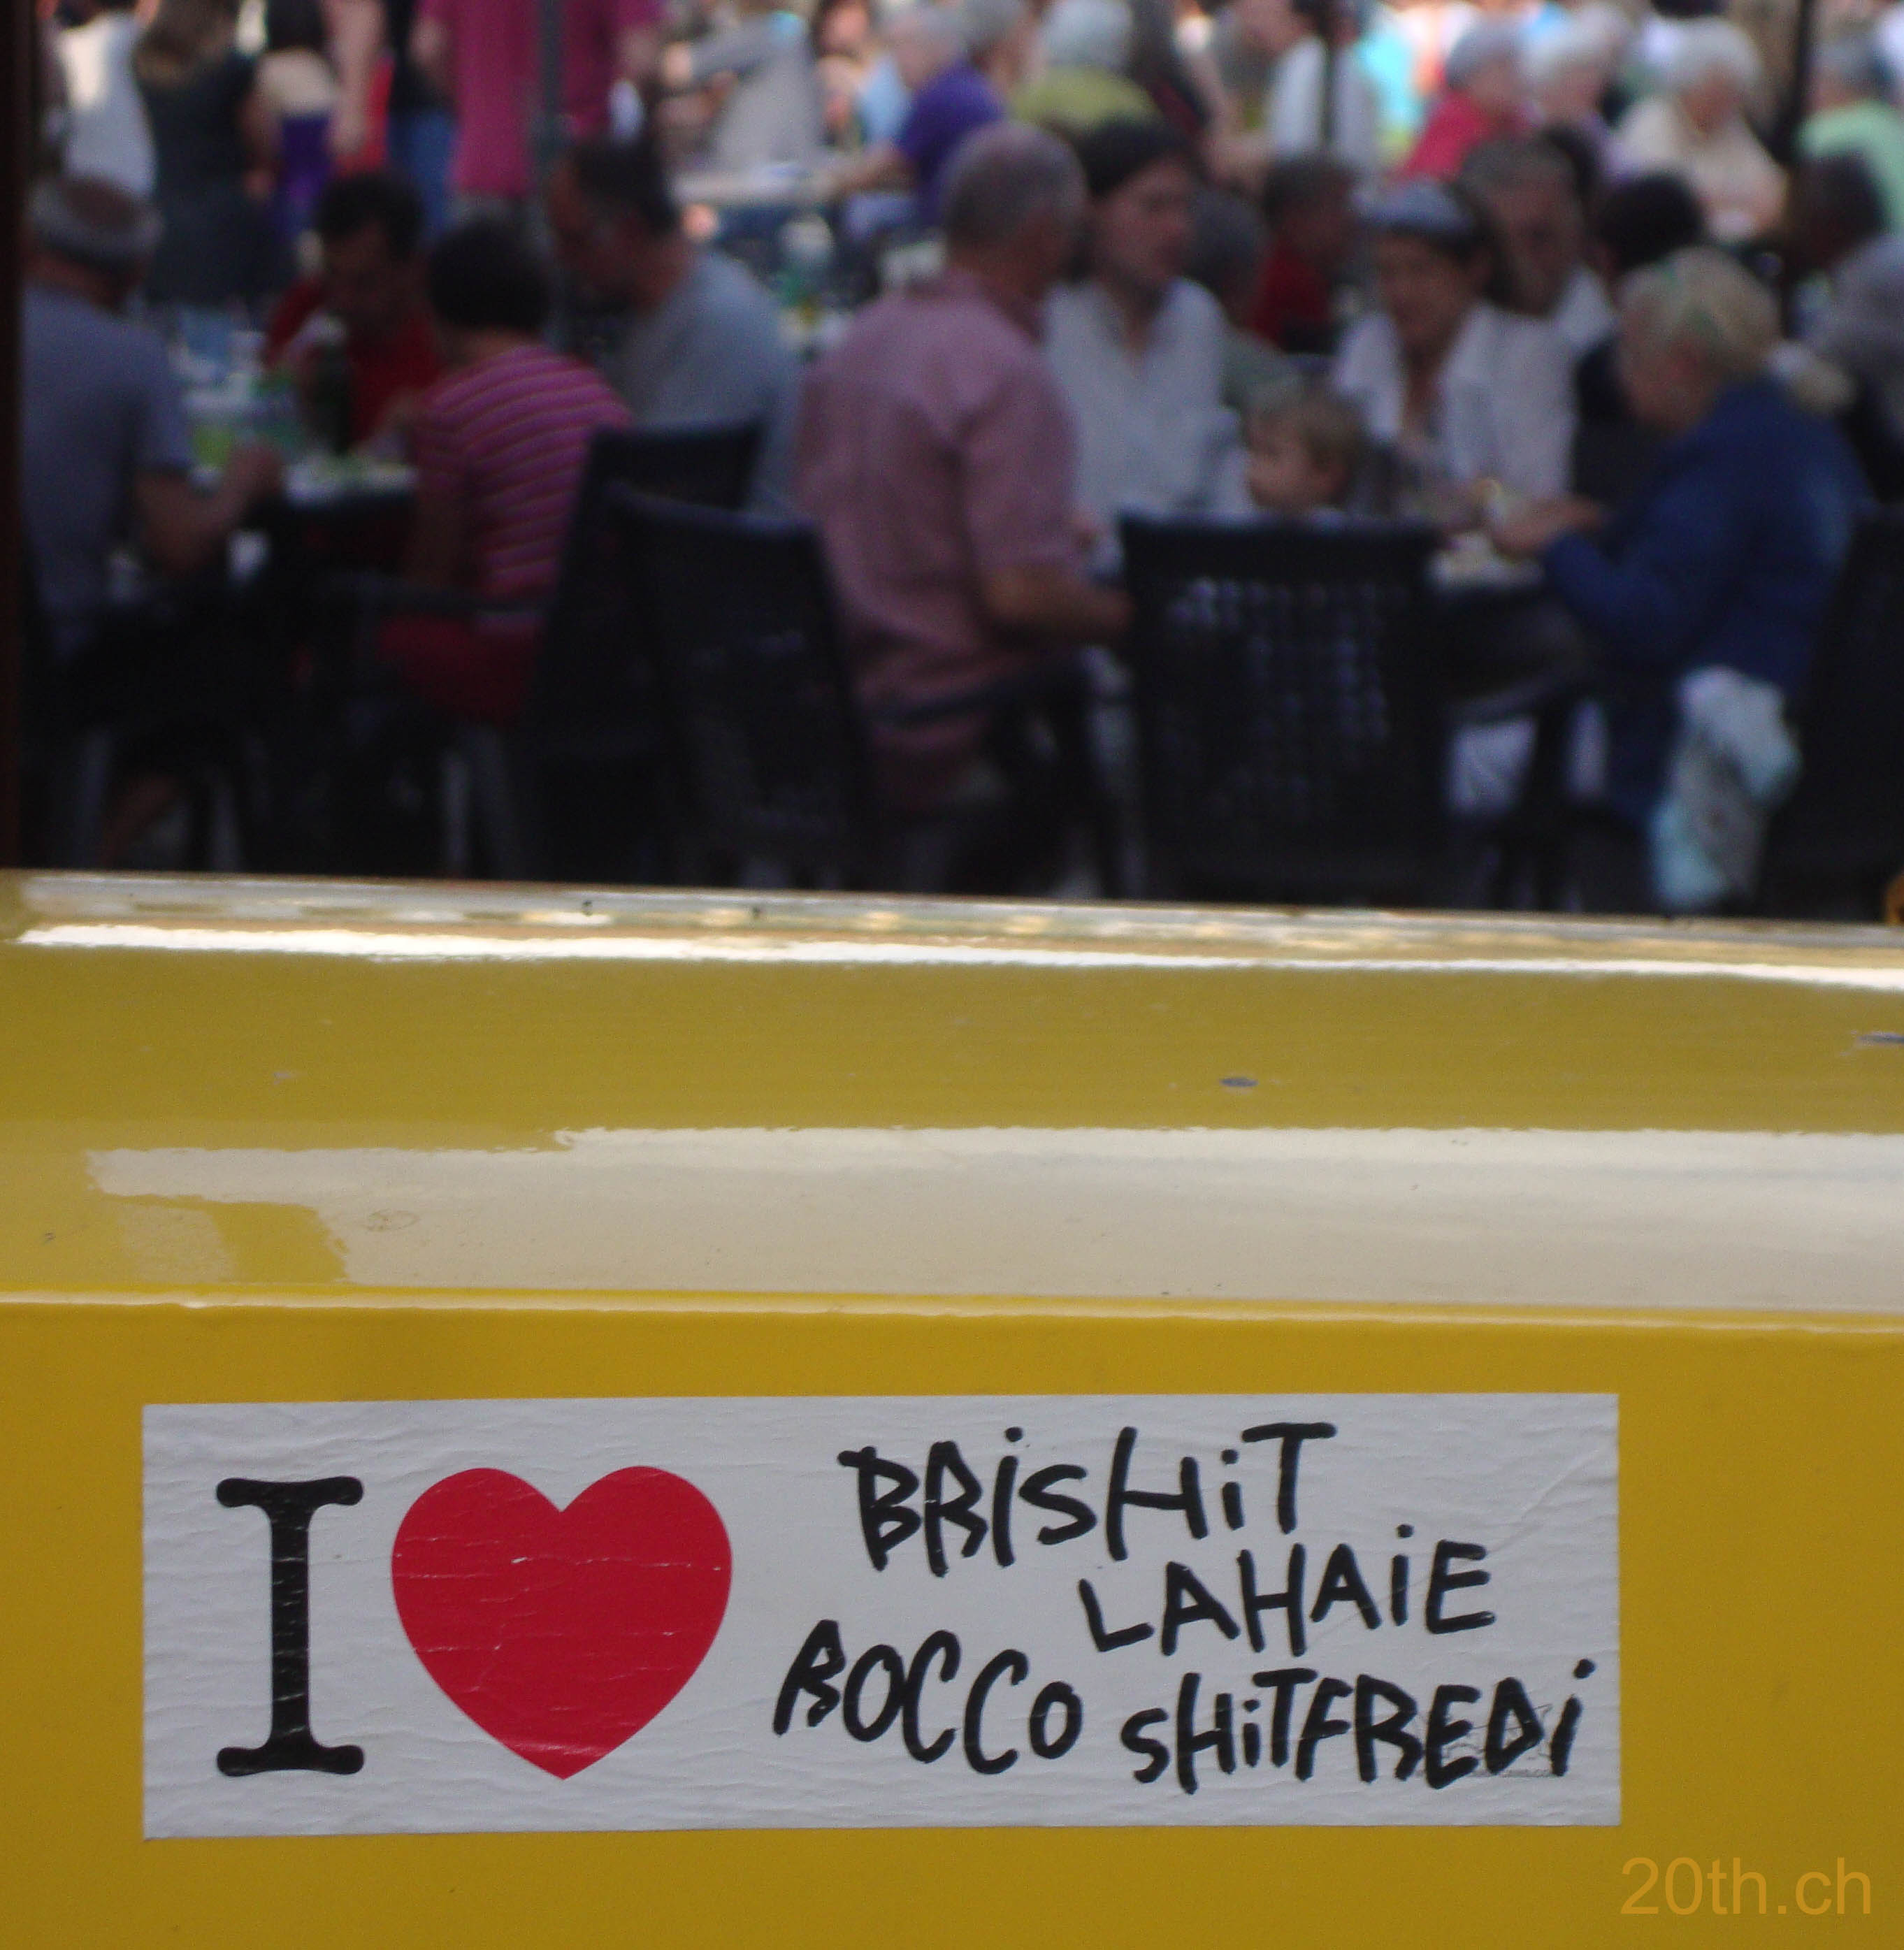 I ♥ BRiSHiT
LAHAiE
ROCCO SHiTFREDi
20th.ch